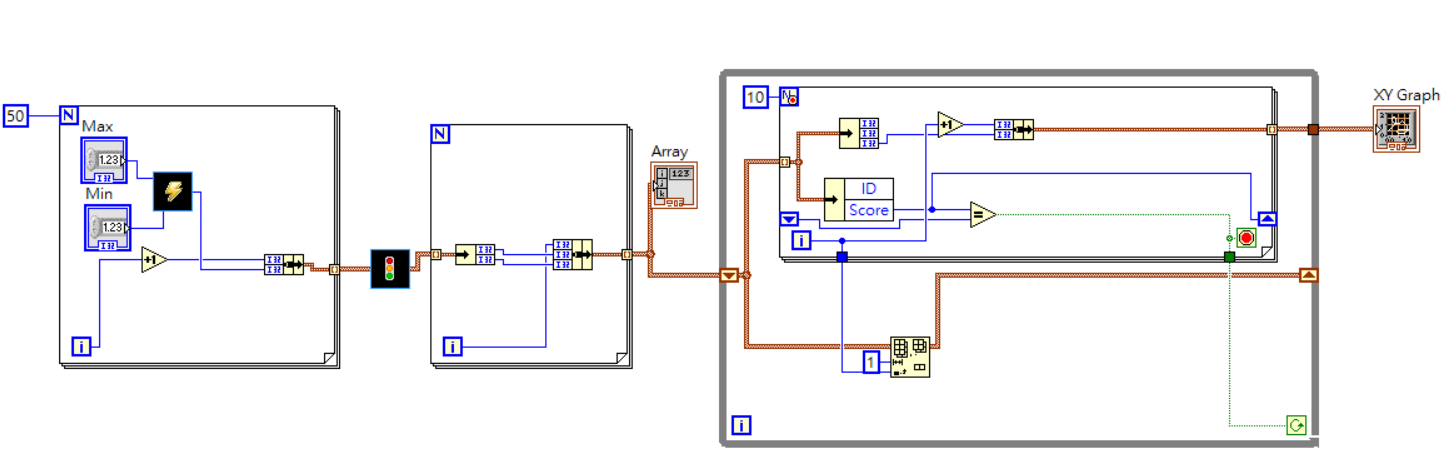 50
N
Max
1.23
I32
Min
1.23
I32
+1
I32
I32
i
N
I32
I32
I32
I32
I32
i
Array
i
j
k
123
10
N
I32
I32
I32
+1
I32
I32
ID
Score
=
i
1
i
XY Graph